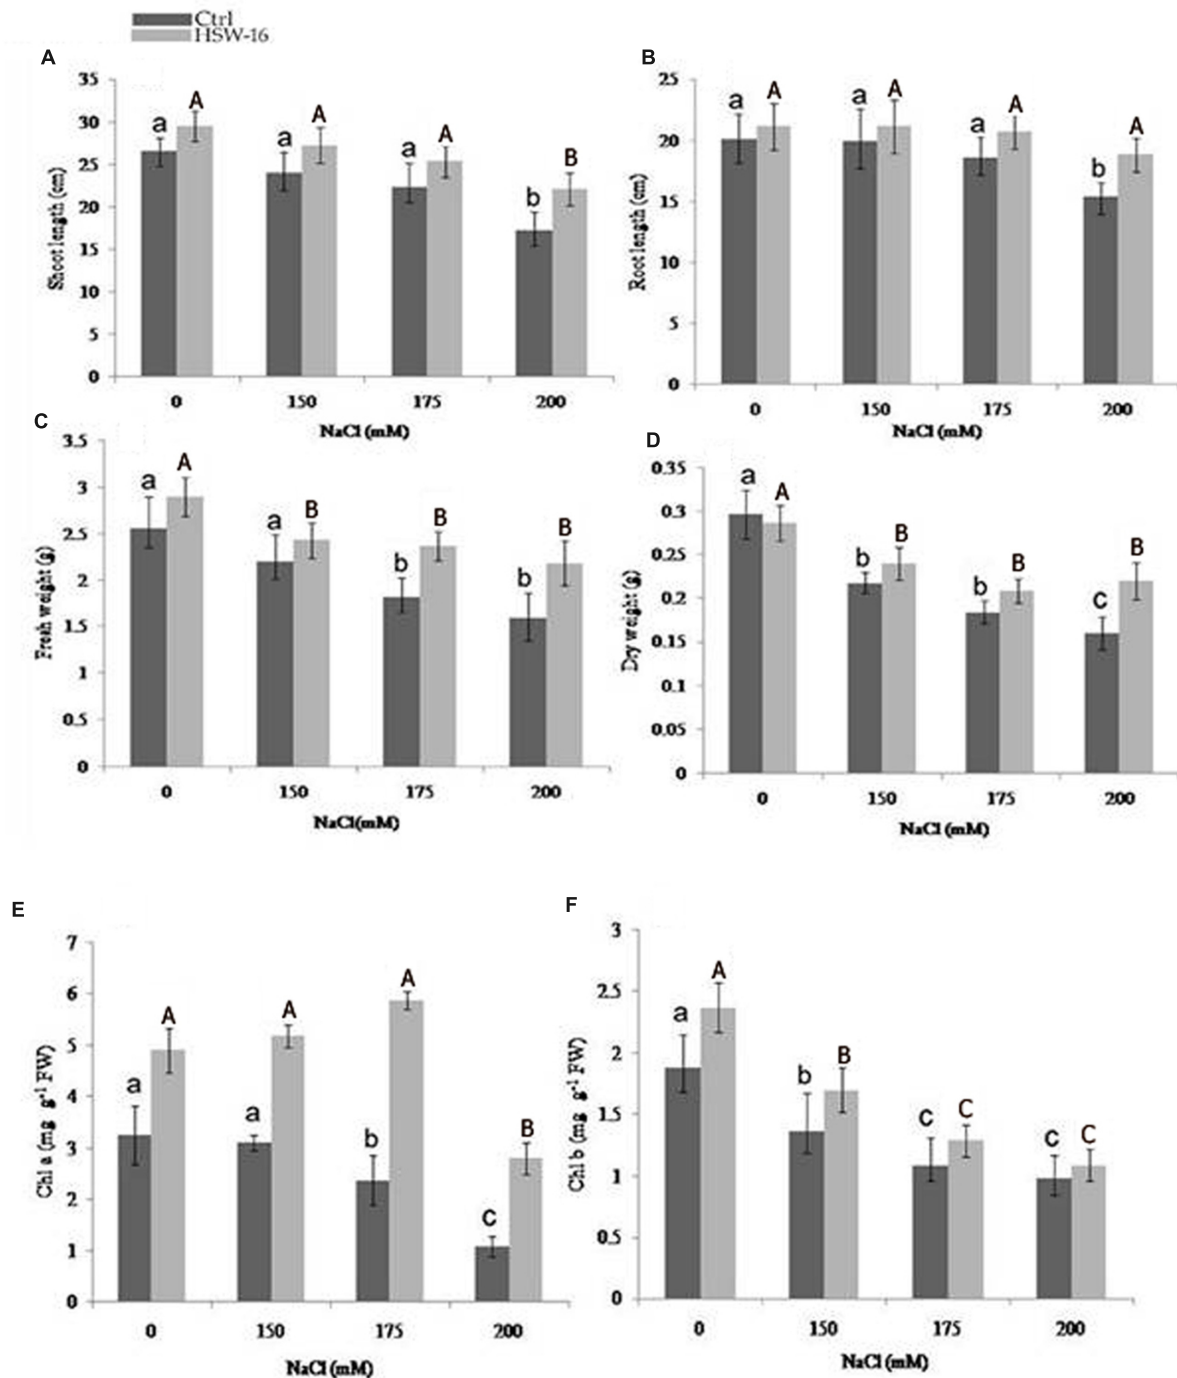 Ctrl
HSW-16
A
35
30
25
20
15
10
5
0
Shoot length (cm)
a A a A a A b B
0 150 175 200
NaCl (mM)
B
25
20
15
10
5
0
Root length (cm)
a A a A a A b A
0 150 175 200
NaCl (mM)
C
3.5
3
2.5
2
1.5
1
0.5
0
Fresh weight (g)
a A a B b B b B
0 150 175 200
NaCl(mM)
D
0.35
0.3
0.25
0.2
0.15
0.1
0.05
0
Dry weight (g)
a A b B b B c B
0 150 175 200
NaCl (mM)
E
7
6
5
4
3
2
1
0
Chl a (mg g-1 FW)
a A a A b A c B
0 150 175 200
NaCl (mM)
F
3
2.5
2
1.5
1
0.5
0
Chl b (mg g-1 FW)
a A b B c C c C
0 150 175 200
NaCl (mM)